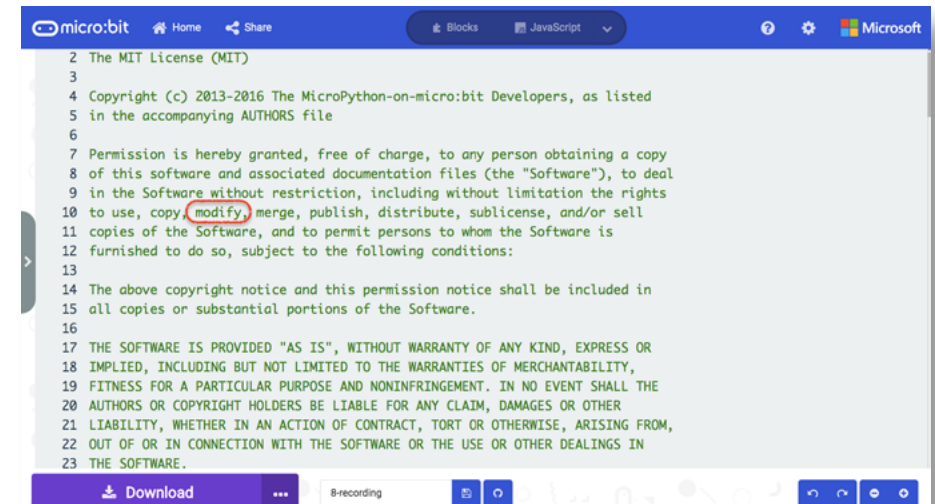 micro:bit Home Share Blocks JavaScript Microsoft
2 The MIT License (MIT)
3
4 Copyright (c) 2013-2016 The MicroPython-on-micro:bit Developers, as listed
5 in the accompanying AUTHORS file
6
7 Permission is hereby granted, free of charge, to any person obtaining a copy
8 of this software and associated documentation files (the "Software"), to deal
9 in the Software without restriction, including without limitation the rights
10 to use, copy, modify, merge, publish, distribute, sublicense, and/or sell
11 copies of the Software, and to permit persons to whom the Software is
12 furnished to do so, subject to the following conditions:
13
14 The above copyright notice and this permission notice shall be included in
15 all copies or substantial portions of the Software.
16
17 THE SOFTWARE IS PROVIDED "AS IS", WITHOUT WARRANTY OF ANY KIND, EXPRESS OR
18 IMPLIED, INCLUDING BUT NOT LIMITED TO THE WARRANTIES OF MERCHANTABILITY,
19 FITNESS FOR A PARTICULAR PURPOSE AND NONINFRINGEMENT. IN NO EVENT SHALL THE
20 AUTHORS OR COPYRIGHT HOLDERS BE LIABLE FOR ANY CLAIM, DAMAGES OR OTHER
21 LIABILITY, WHETHER IN AN ACTION OF CONTRACT, TORT OR OTHERWISE, ARISING FROM,
22 OUT OF OR IN CONNECTION WITH THE SOFTWARE OR THE USE OR OTHER DEALINGS IN
23 THE SOFTWARE.
Download ... 8-recording